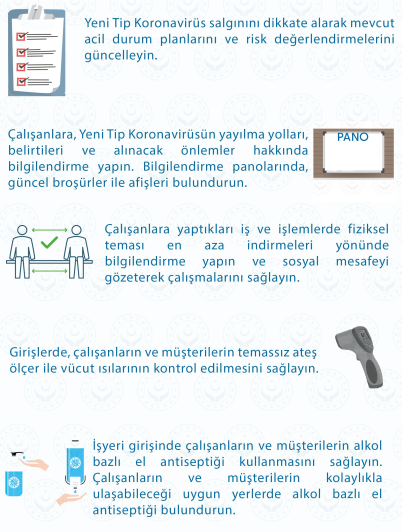 Yeni Tip Koronavirüs salgınını dikkate alarak mevcut
acil durum planlarını ve risk değerlendirmelerini
güncelleyin.
Çalışanlara, Yeni Tip Koronavirüsün yayılma yolları,
belirtileri ve alınacak önlemler hakkında
bilgilendirme yapın. Bilgilendirme panolarında,
güncel broşürler ile afişleri bulundurun.
PANO
Çalışanlara yaptıkları iş ve işlemlerde fiziksel
teması en aza indirmeleri yönünde
bilgilendirme yapın ve sosyal mesafeyi
gözeterek çalışmalarını sağlayın.
Girişlerde, çalışanların ve müşterilerin temassız ateş
ölçer ile vücut ısılarının kontrol edilmesini sağlayın.
İşyeri girişinde çalışanların ve müşterilerin alkol
bazlı el antiseptiği kullanmasını sağlayın.
Çalışanların ve müşterilerin kolaylıkla
ulaşabileceği uygun yerlerde alkol bazlı el
antiseptiği bulundurun.